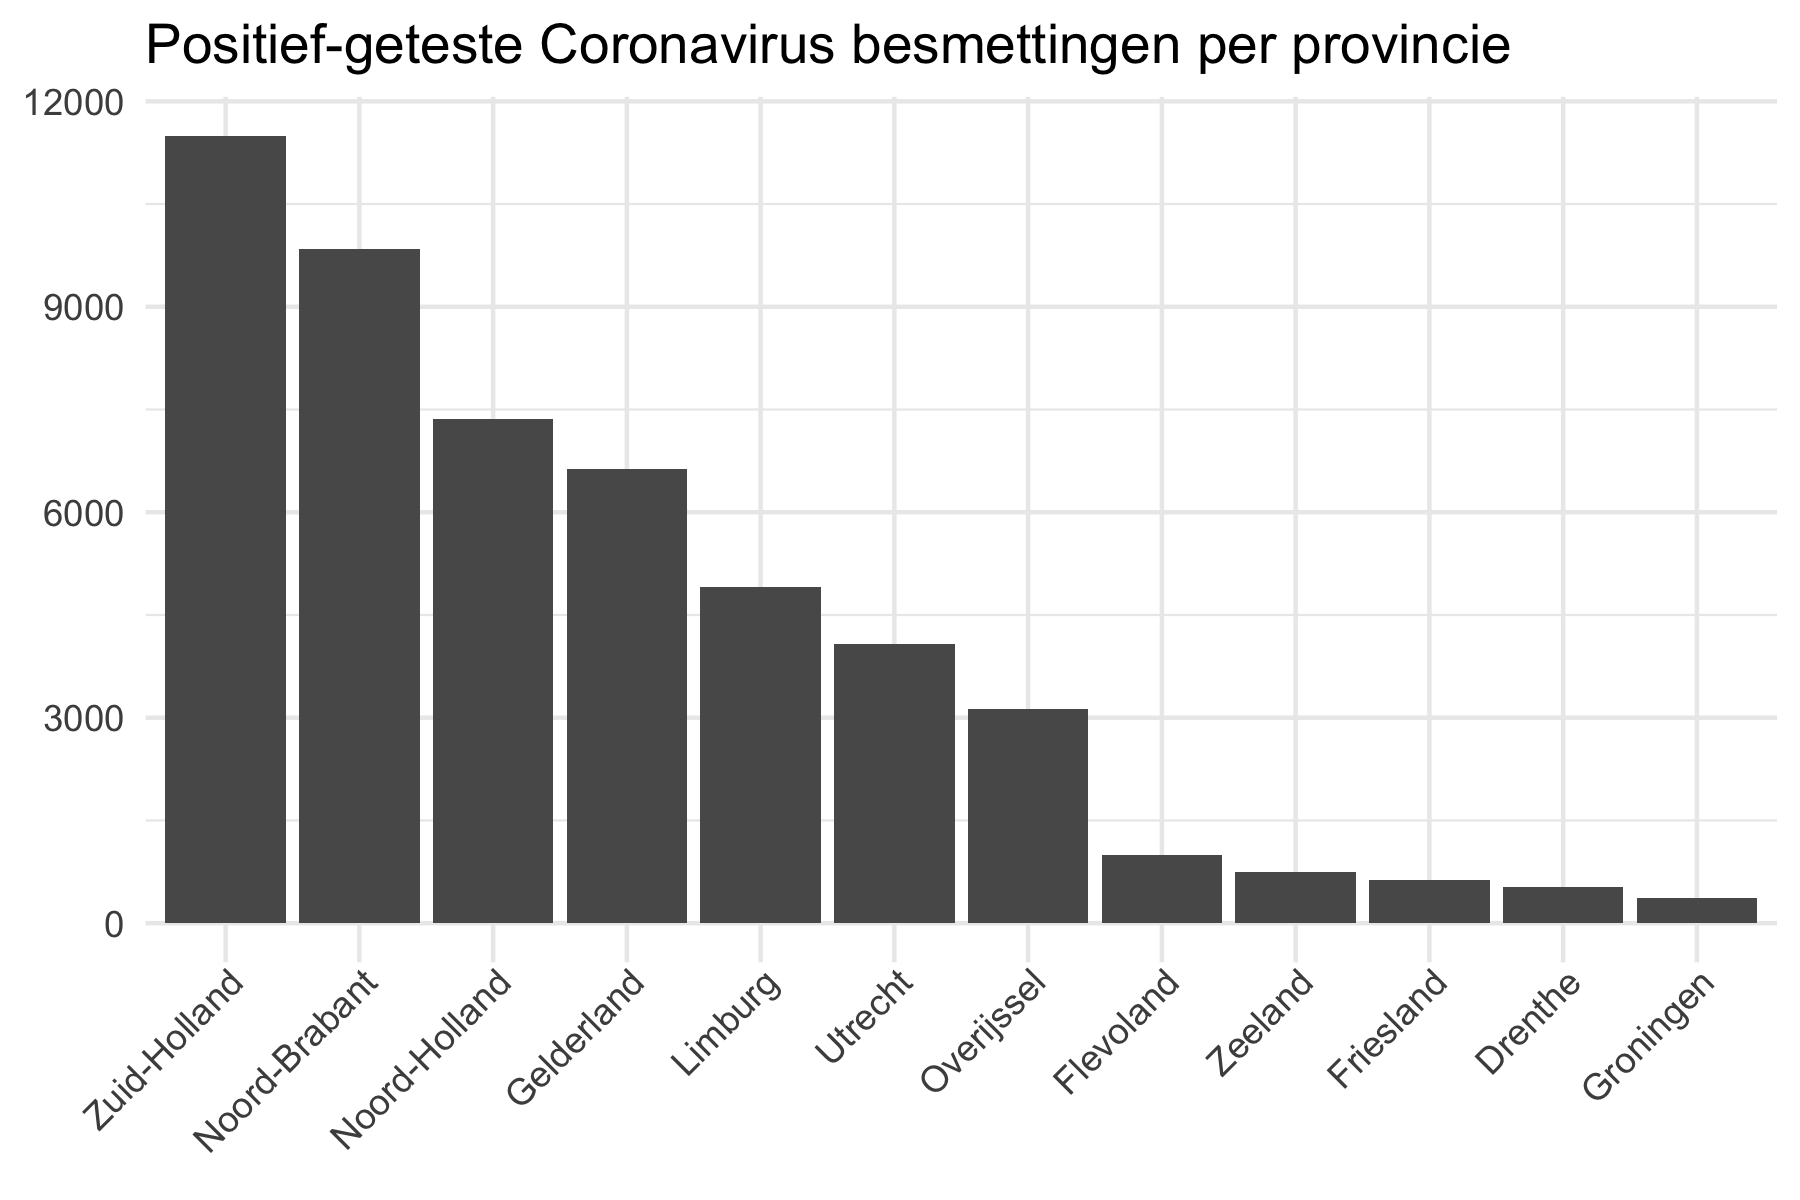 Positief-geteste Coronavirus besmettingen per provincie
12000
9000
6000
3000
0
Zuid-Holland
Noord-Brabant
Noord-Holland
Gelderland
Limburg
Utrecht
Overijssel
Flevoland
Zeeland
Friesland
Drenthe
Groningen